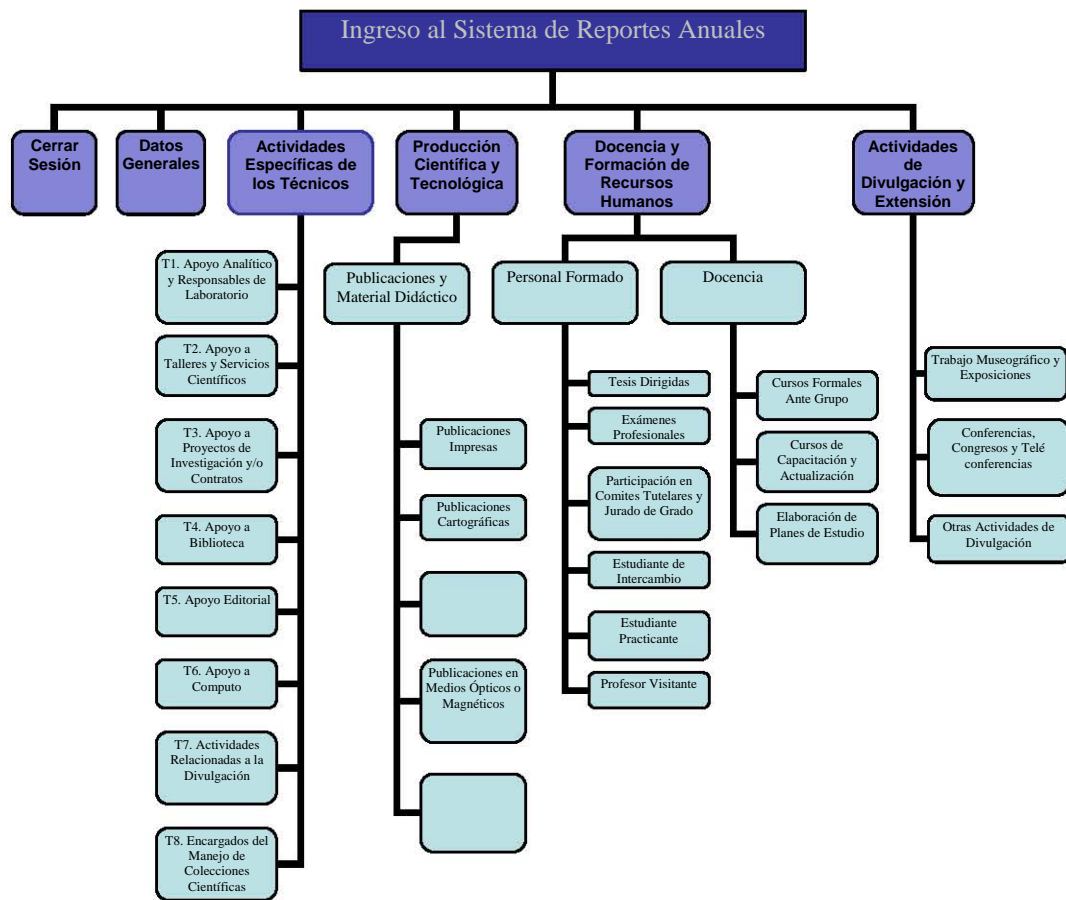 Ingreso al Sistema de Reportes Anuales
Cerrar
Sesión
Datos
Generales
Actividades
Específicas de
los Técnicos
Producción
Científica y
Tecnológica
Docencia y
Formación de
Recursos
Humanos
Actividades
de
Divulgación y
Extensión
T1. Apoyo Analítico
y Responsables de
Laboratorio
T2. Apoyo a
Talleres y Servicios
Científicos
T3. Apoyo a
Proyectos de
Investigación y/o
Contratos
T4. Apoyo a
Biblioteca
T5. Apoyo Editorial
T6. Apoyo a
Computo
T7. Actividades
Relacionadas a la
Divulgación
T8. Encargados del
Manejo de
Colecciones
Científicas
Publicaciones y
Material Didáctico
Publicaciones
Impresas
Publicaciones
Cartográficas
Publicaciones en
Medios Ópticos o
Magnéticos
Personal Formado
Tesis Dirigidas
Exámenes
Profesionales
Participación en
Comites Tutelares y
Jurado de Grado
Estudiante de
Intercambio
Estudiante
Practicante
Profesor Visitante
Docencia
Cursos Formales
Ante Grupo
Cursos de
Capacitación y
Actualización
Elaboración de
Planes de Estudio
Trabajo Museográfico y
Exposiciones
Conferencias,
Congresos y Telé
conferencias
Otras Actividades de
Divulgación